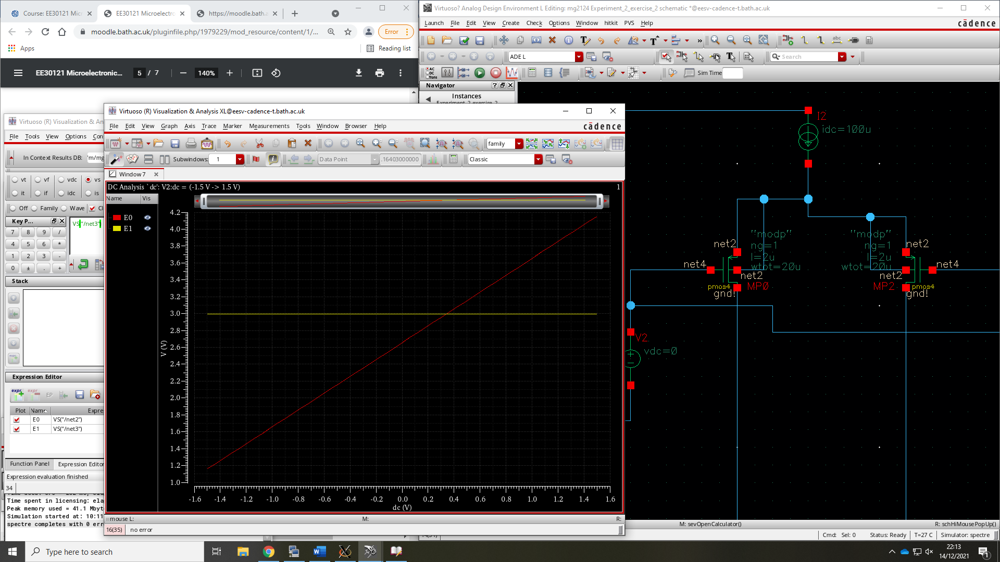 Course: EE30121 Mic
EE30121 Microelectro
https://moodle.bath.a
moodle.bath.ac.uk/pluginfile.php/1979229/mod_resource/content/1/...
Error
Apps
Reading list
EE30121 Microelectronic...
5 / 7
140%
Virtuoso? Analog Design Environment L Editing: mg2124 Experiment_2_exercise_2 schematic *@eesv-cadence-t.bath.ac.uk
Launch File Edit View Create Check Options Window hitkit PVS Help
cādence
ADE L
Search
Sim Time
Navigator
Instances
Experiment_2_exercise_2
Virtuoso (R) Visualization & An
File Tools View Options Con
In Context Results DB: 'm/mg
vt vf vdc vs
it if idc is
Off Family Wave Cl
Key P...
7 8 9 /
4 5 6 *
1 2 3 -
0 ± . +
VS("/net3")
Stack
Expression Editor
expr expr EP
Plot Name Expre
E0 VS("/net2")
E1 VS("/net3")
Function Panel Expression Editor
Expression evaluation finished
34
Time spent in licensing: ela
Peak memory used = 41.1 Mbyt
Simulation started at: 10:11
spectre completes with 0 err
Virtuoso (R) Visualization & Analysis XL@eesv-cadence-t.bath.ac.uk
File Edit View Graph Axis Trace Marker Measurements Tools Window Browser Help
cādence
family
Subwindows: 1
Data Point
.16403000000
Classic
Window 7
DC Analysis `dc': V2:dc = (-1.5 V -> 1.5 V)
1
Name Vis
E0
E1
V (V)
4.2
4.0
3.8
3.6
3.4
3.2
3.0
2.8
2.6
2.4
2.2
2.0
1.8
1.6
1.4
1.2
1.0
-1.6 -1.4 -1.2 -1.0 -0.8 -0.6 -0.4 -0.2 0.0 0.2 0.4 0.6 0.8 1.0 1.2 1.4 1.6
dc (V)
mouse L: M: R:
16(35) no error
I2
idc=100u
"modp"
ng=1
l=2u
wtot=20u
net2
net4
net2
MP0
pmos4
gnd!
"modp"
ng=1
l=2u
wtot=20u
net2
net4
net2
MP2
pmos4
gnd!
V2
vdc=0
M: sevOpenCalculator() R: schHiMousePopUp()
Cmd: Sel: 0 Status: Ready T=27 C Simulator: spectre
Type here to search
22:13
14/12/2021
1